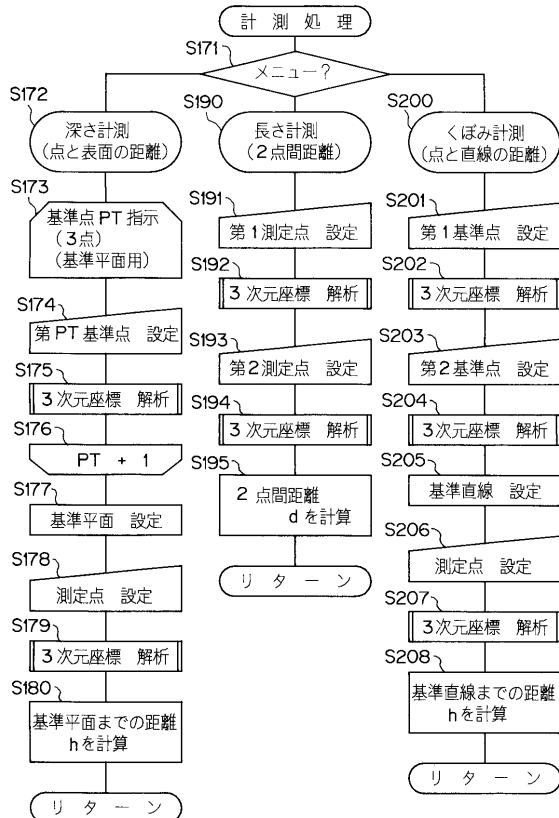 計 測 処 理
S171
メニュー?
S172
深さ計測
(点と表面の距離)
S173
基準点 PT 指示
(3点)
(基準平面用)
S174
第PT基準点 設定
S175
3次元座標 解析
S176
PT + 1
S177
基準平面 設定
S178
測定点 設定
S179
3次元座標 解析
S180
基準平面までの距離
hを計算
リ タ ー ン
S190
長さ計測
(2点間距離)
S191
第1測定点 設定
S192
3次元座標 解析
S193
第2測定点 設定
S194
3次元座標 解析
S195
2 点間距離
dを計算
リ タ ー ン
S200
くぼみ計測
(点と直線の距離)
S201
第1基準点 設定
S202
3次元座標 解析
S203
第2基準点 設定
S204
3次元座標 解析
S205
基準直線 設定
S206
測定点 設定
S207
3次元座標 解析
S208
基準直線までの距離
hを計算
リ タ ー ン